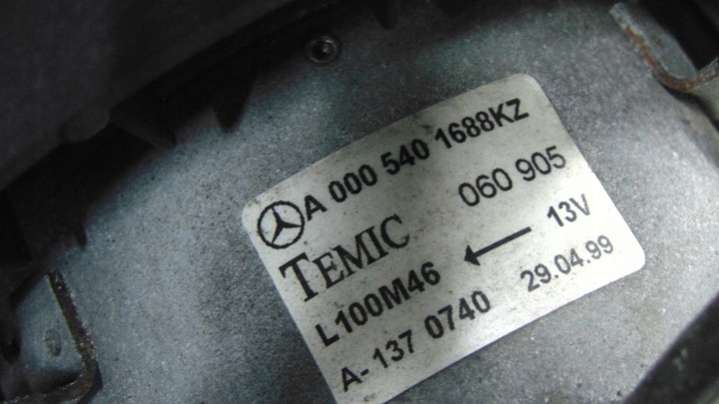 A 000 540 1688KZ
060 905
TEMIC
13V
L100M46
A-137 0740
29.04.99